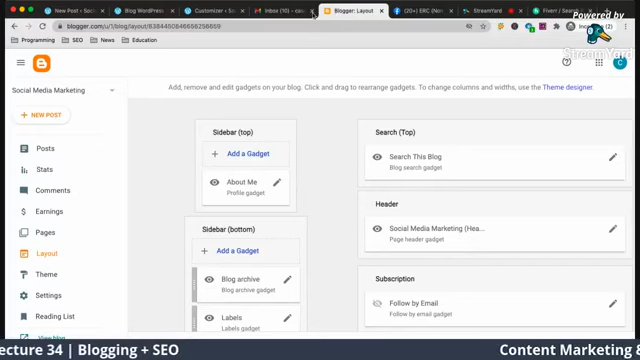 New Post • Soci
Blog WordPress
Customizer • So
Inbox (10) – cauc
Blogger: Layout
(20+) ERC (Non
StreamYard
Fiverr / Search
Powered by
StreamYard
blogger.com/u/1/blog/layout/8384450845681659659
Programming
SEO
Business
Education
Social Media Marketing
C
Add, remove and edit gadgets on your blog. Click and drag to rearrange gadgets. To change columns and widths, use the Theme designer.
+ NEW POST
Posts
Stats
Comments
Earnings
Pages
Layout
Theme
Settings
Reading List
View blog
Sidebar (top)
+ Add a Gadget
About Me
Profile gadget
Sidebar (bottom)
+ Add a Gadget
Blog archive
Blog archive gadget
Labels
Labels gadget
Search (Top)
Search This Blog
Blog search gadget
Header
Social Media Marketing (Hea...
Page header gadget
Subscription
Follow by Email
Follow by email gadget
ecture 34 | Blogging + SEO
Content Marketing &